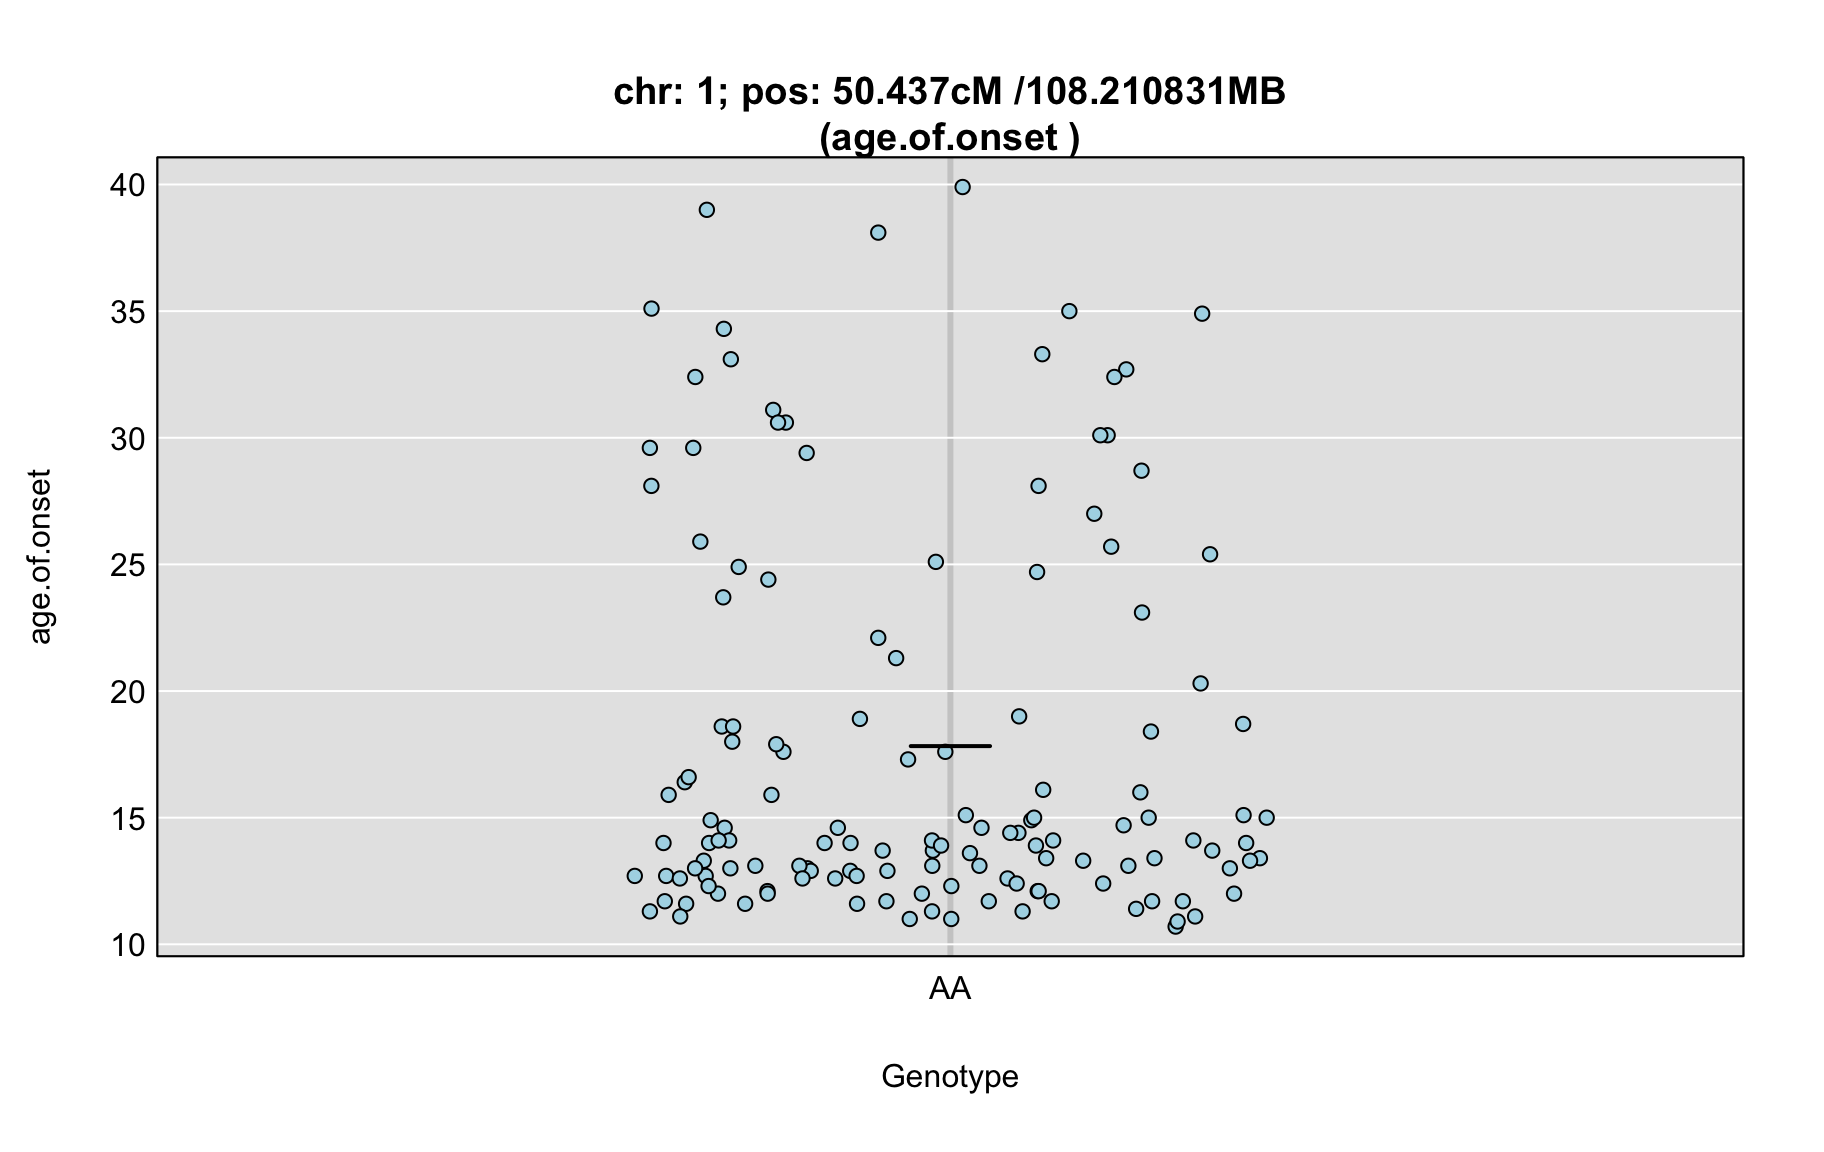 chr: 1; pos: 50.437cM /108.210831MB
(age.of.onset )
age.of.onset
40
35
30
25
20
15
10
AA
Genotype